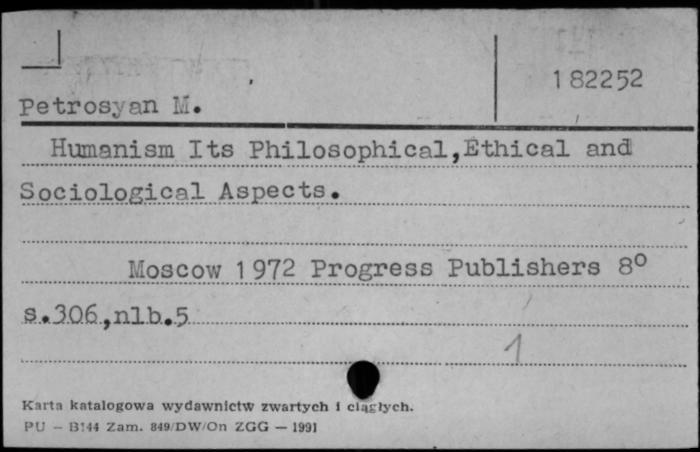 182252
Petrosyan M.
Humanism Its Philosophical,Ethical and
Sociological Aspects.
Moscow 1972 Progress Publishers 8º
s.306,nlb.5
1
Karta katalogowa wydawnictw zwartych i ciągłych.
PU — B144 Zam. 849/DW/On ZGG — 1991